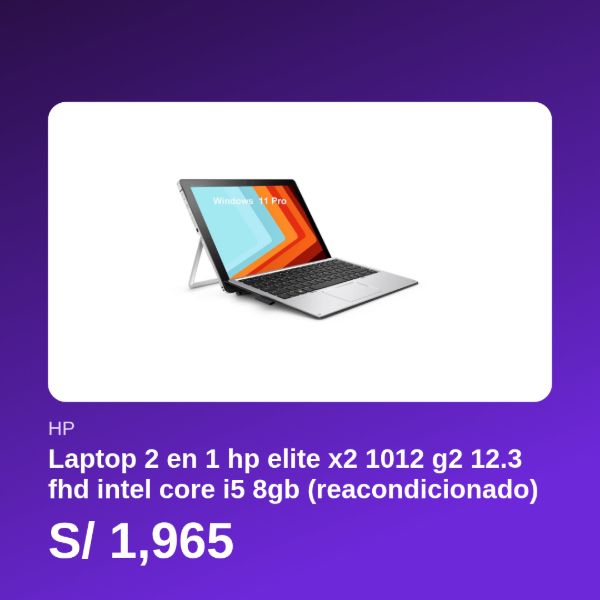 Windows 11 Pro
HP
Laptop 2 en 1 hp elite x2 1012 g2 12.3
fhd intel core i5 8gb (reacondicionado)
S/ 1,965